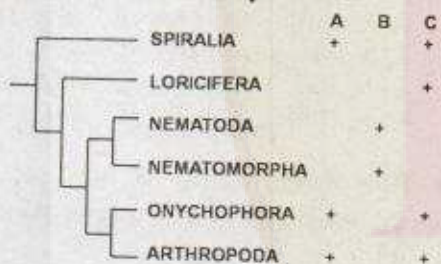 A B C
SPIRALIA + +
LORICIFERA +
NEMATODA +
NEMATOMORPHA +
ONYCHOPHORA + +
ARTHROPODA + +